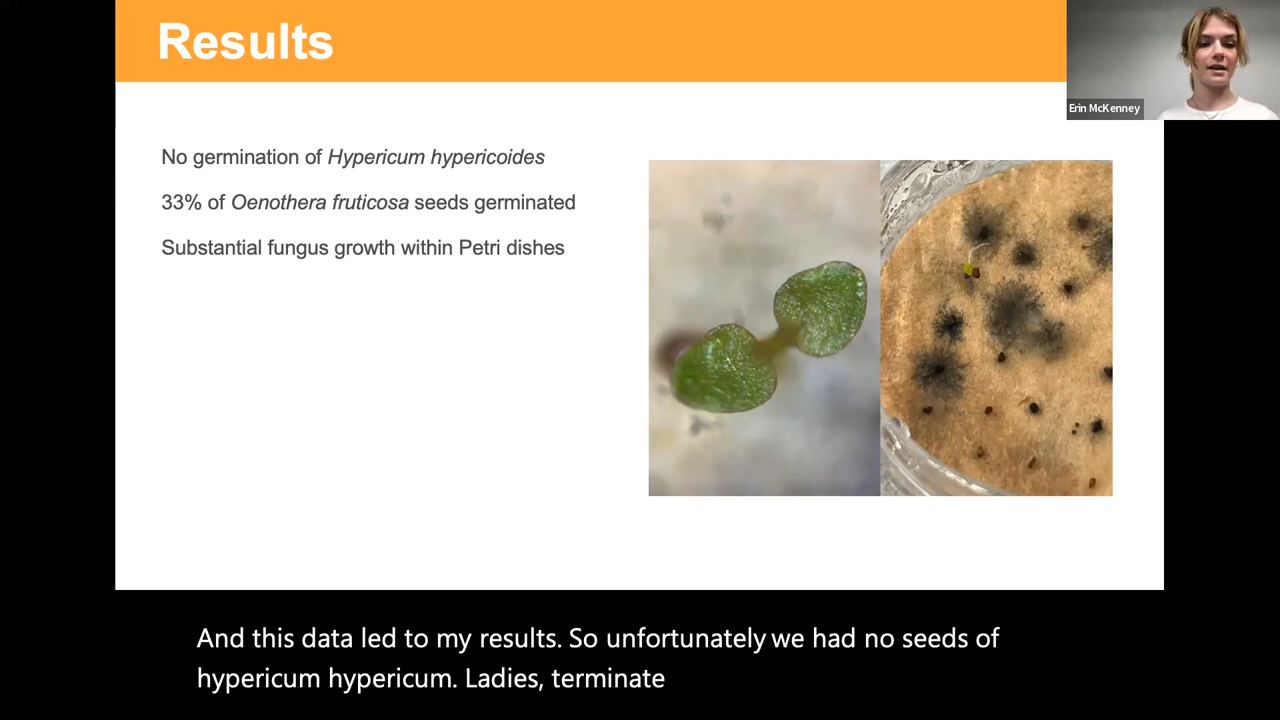 Results
Erin McKenney
No germination of Hypericum hypericoides
33% of Oenothera fruticosa seeds germinated
Substantial fungus growth within Petri dishes
And this data led to my results. So unfortunately we had no seeds of
hypericum hypericum. Ladies, terminate